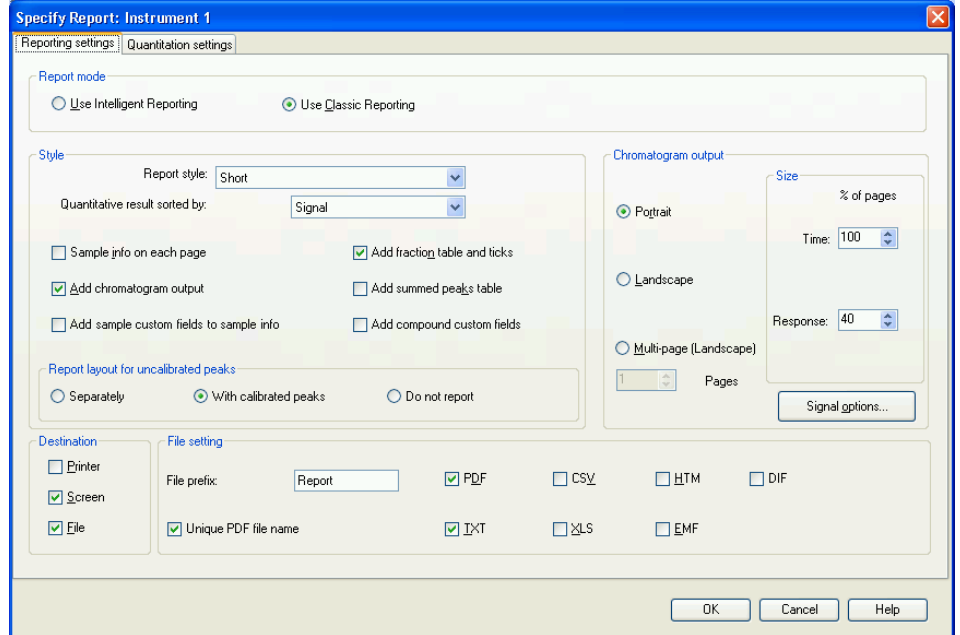 Specify Report: Instrument 1
Reporting settings
Quantitation settings
Report mode
Use Intelligent Reporting
Use Classic Reporting
Style
Report style: Short
Quantitative result sorted by: Signal
Sample info on each page
Add fraction table and ticks
Add chromatogram output
Add summed peaks table
Add sample custom fields to sample info
Add compound custom fields
Report layout for uncalibrated peaks
Separately
With calibrated peaks
Do not report
Chromatogram output
Portrait
Landscape
Multi-page (Landscape)
1 Pages
Size
% of pages
Time: 100
Response: 40
Signal options...
Destination
Printer
Screen
File
File setting
File prefix: Report
PDF
CSV
HTM
DIF
Unique PDF file name
TXT
XLS
EMF
OK
Cancel
Help